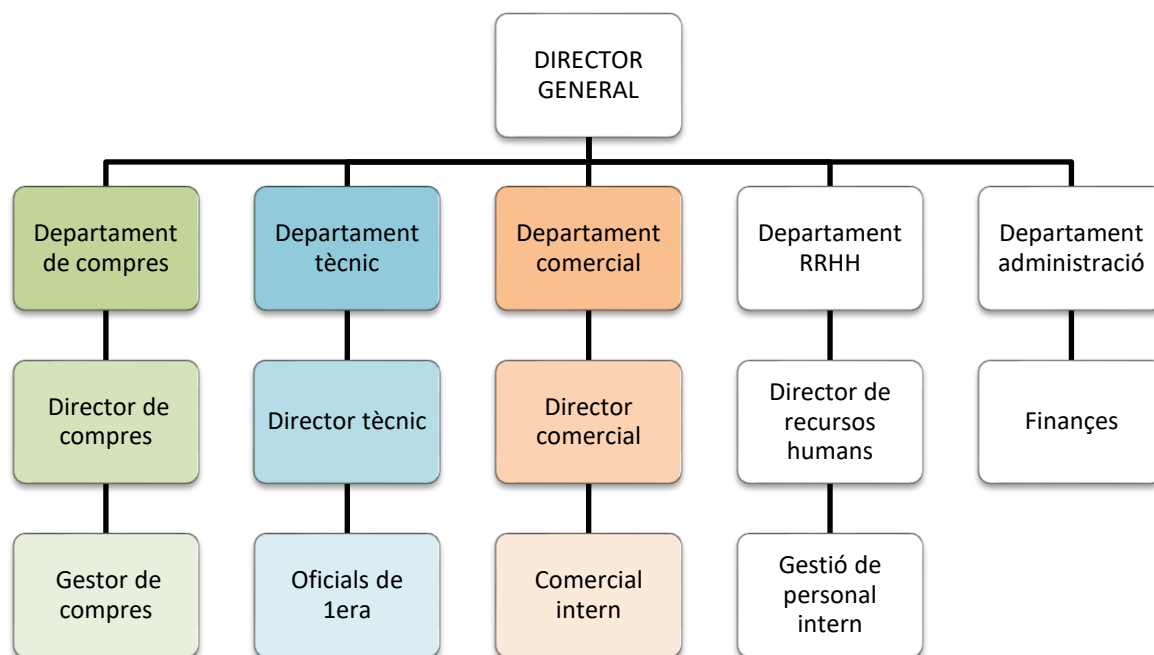 DIRECTOR
GENERAL
Departament
de compres
Departament
tècnic
Departament
comercial
Departament
RRHH
Departament
administració
Director de
compres
Director tècnic
Director
comercial
Director de
recursos
humans
Finançes
Gestor de
compres
Oficials de
1era
Comercial
intern
Gestió de
personal
intern